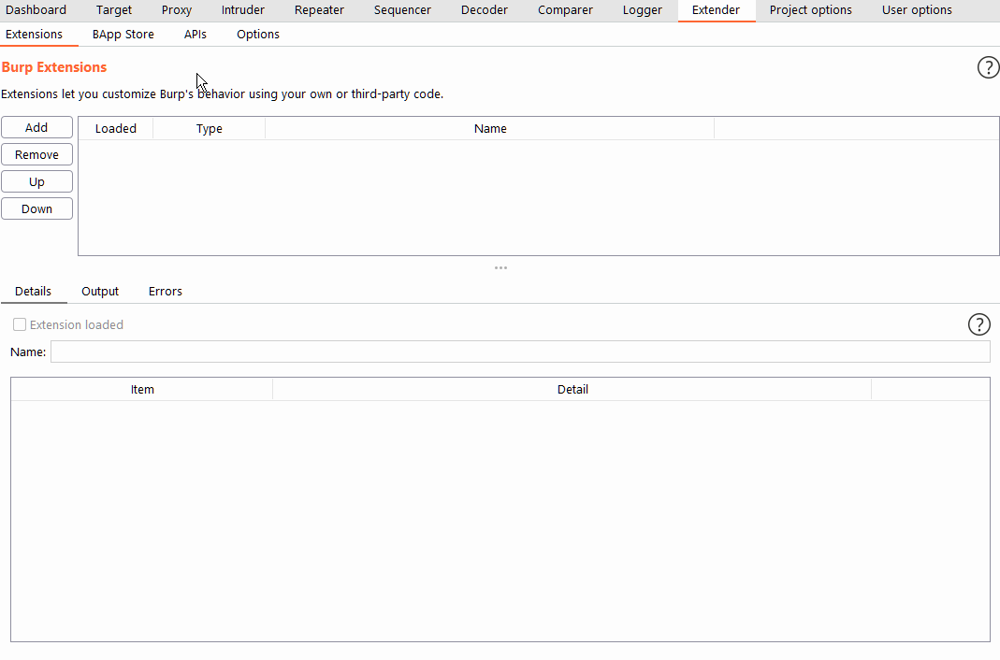 Dashboard Target Proxy Intruder Repeater Sequencer Decoder Comparer Logger Extender Project options User options
Extensions BApp Store APIs Options
Burp Extensions ?
Extensions let you customize Burp's behavior using your own or third-party code.
Add Loaded Type Name
Remove
Up
Down
Details Output Errors
Extension loaded ?
Name:
Item Detail